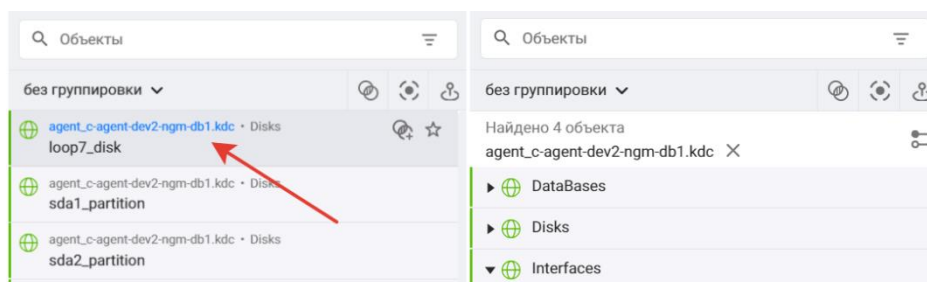 Объекты
без группировки
agent_c-agent-dev2-ngm-db1.kdc • Disks
loop7_disk
agent_c-agent-dev2-ngm-db1.kdc • Disks
sda1_partition
agent_c-agent-dev2-ngm-db1.kdc • Disks
sda2_partition
Объекты
без группировки
Найдено 4 объекта
agent_c-agent-dev2-ngm-db1.kdc
DataBases
Disks
Interfaces